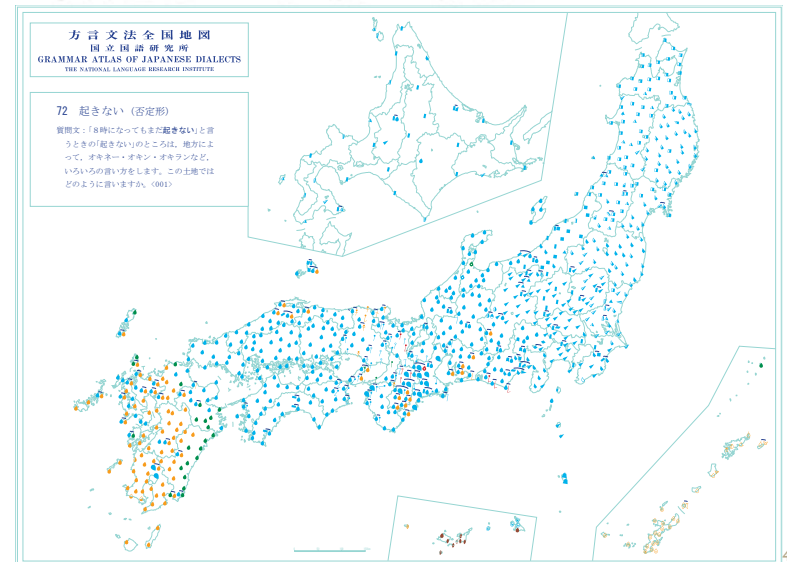 方言文法全国地図
国立国語研究所
GRAMMAR ATLAS OF JAPANESE DIALECTS
THE NATIONAL LANGUAGE RESEARCH INSTITUTE
72 起きない（否定形）
質問文：「8時になってもまだ起きない」と言
うときの「起きない」のところは，地方によ
って，オキネー・オキン・オキランなど，
いろいろの言い方をします。この土地では
どのように言いますか。〈001〉